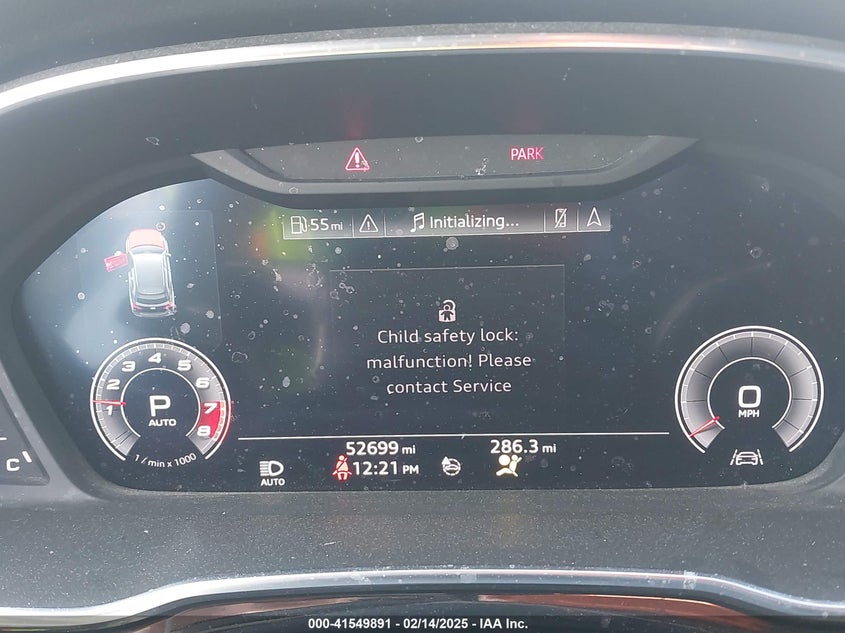 PARK
55 mi
Initializing...
Child safety lock:
malfunction! Please
contact Service
1 2 3 4 5 6 7 8
P
AUTO
1 / min x 1000
0
MPH
C
52699 mi
286.3 mi
AUTO
12:21 PM
000-41549891 - 02/14/2025 - IAA Inc.